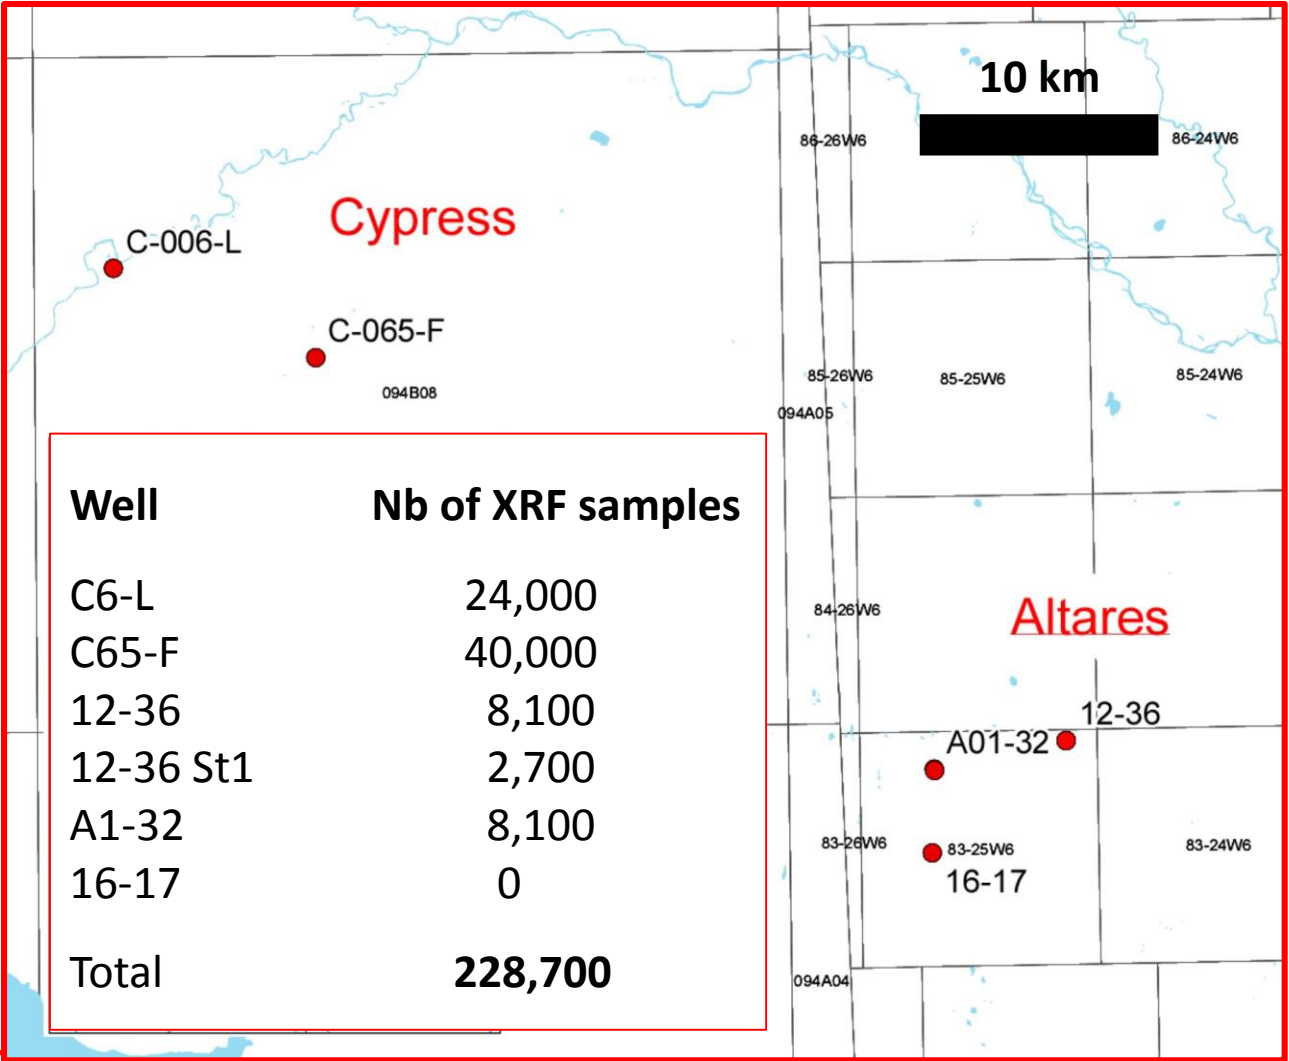 10 km
86-26W6
86-24W6
Cypress
C-006-L
C-065-F
094B08
85-26W6
85-25W6
85-24W6
094A05
Well Nb of XRF samples
C6-L 24,000
C65-F 40,000
12-36 8,100
12-36 St1 2,700
A1-32 8,100
16-17 0
Total 228,700
84-26W6
Altares
12-36
A01-32
83-26W6
83-25W6
83-24W6
16-17
094A04